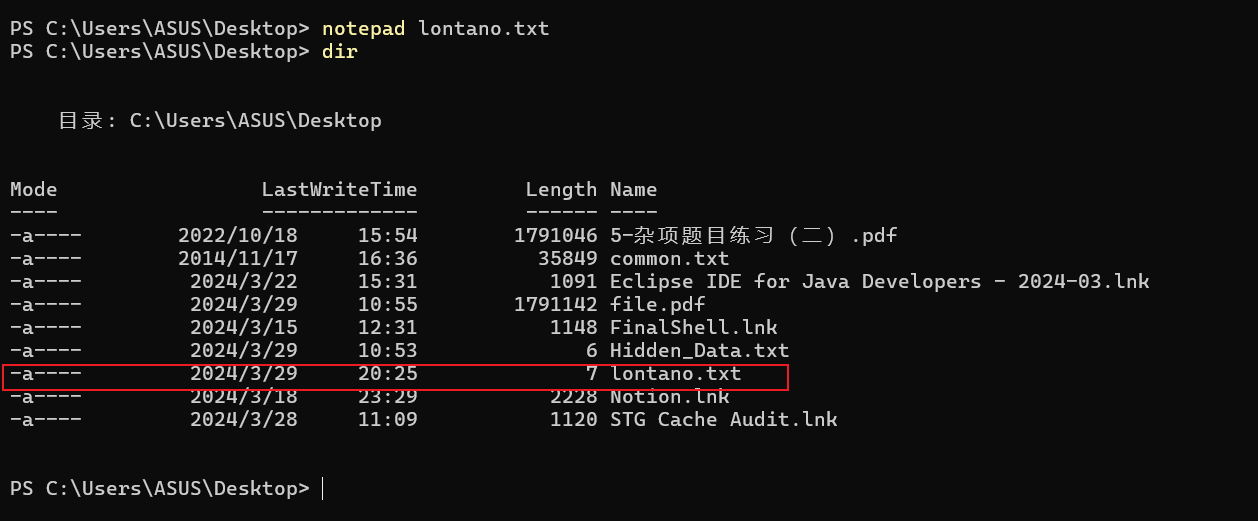 PS C:\Users\ASUS\Desktop> notepad lontano.txt
PS C:\Users\ASUS\Desktop> dir
目录: C:\Users\ASUS\Desktop
Mode                 LastWriteTime         Length Name
----                 -------------         ------ ----
-a----        2022/10/18     15:54        1791046 5-杂项题目练习（二）.pdf
-a----        2014/11/17     16:36          35849 common.txt
-a----         2024/3/22     15:31           1091 Eclipse IDE for Java Developers - 2024-03.lnk
-a----         2024/3/29     10:55        1791142 file.pdf
-a----         2024/3/15     12:31           1148 FinalShell.lnk
-a----         2024/3/29     10:53              6 Hidden_Data.txt
-a----         2024/3/29     20:25              7 lontano.txt
-a----         2024/3/18     23:29           2228 Notion.lnk
-a----         2024/3/28     11:09           1120 STG Cache Audit.lnk
PS C:\Users\ASUS\Desktop>